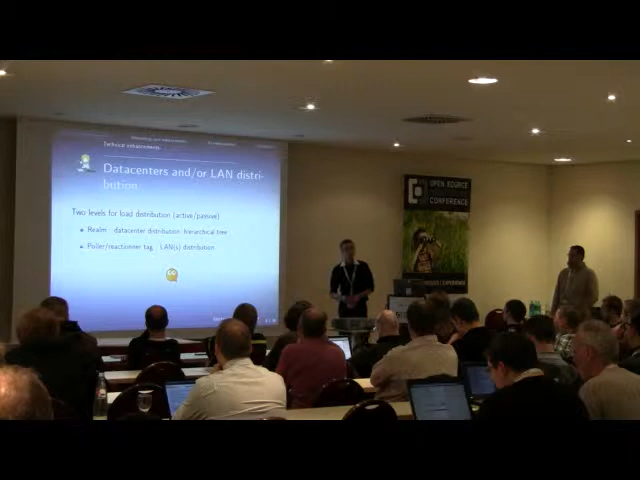 Technical enhancements
Datacenters and/or LAN distri-
bution
Two levels for load distribution (active/passive)
Realm : datacenter distribution: hierarchical tree
Poller/reactionner tag : LAN(s) distribution
OPEN SOURCE
CONFERENCE